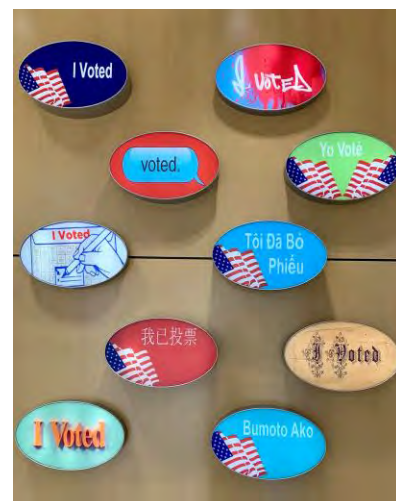 I Voted
I VOTED
voted.
Yo Voté
I Voted
Tôi Đã Bỏ
Phiếu
我已投票
I Voted
I Voted
Bumoto Ako